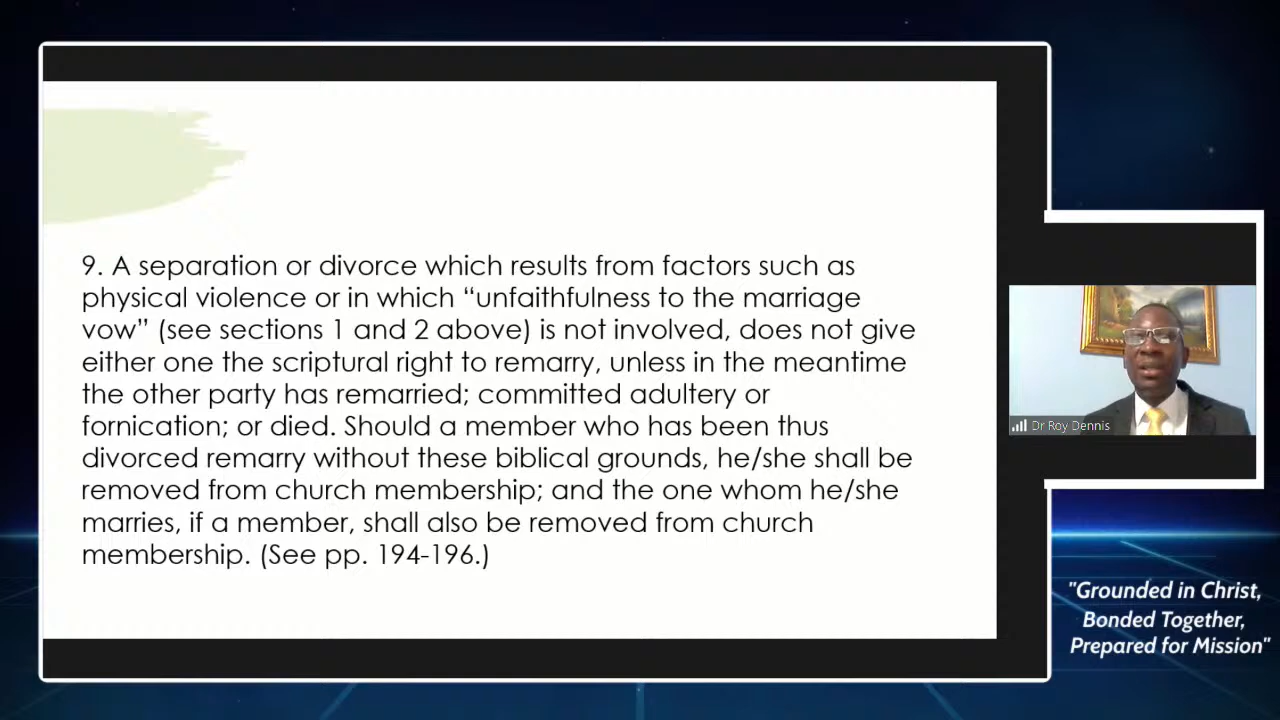 9. A separation or divorce which results from factors such as
physical violence or in which “unfaithfulness to the marriage
vow” (see sections 1 and 2 above) is not involved, does not give
either one the scriptural right to remarry, unless in the meantime
the other party has remarried; committed adultery or
fornication; or died. Should a member who has been thus
divorced remarry without these biblical grounds, he/she shall be
removed from church membership; and the one whom he/she
marries, if a member, shall also be removed from church
membership. (See pp. 194-196.)
Dr Roy Dennis
"Grounded in Christ,
Bonded Together,
Prepared for Mission"